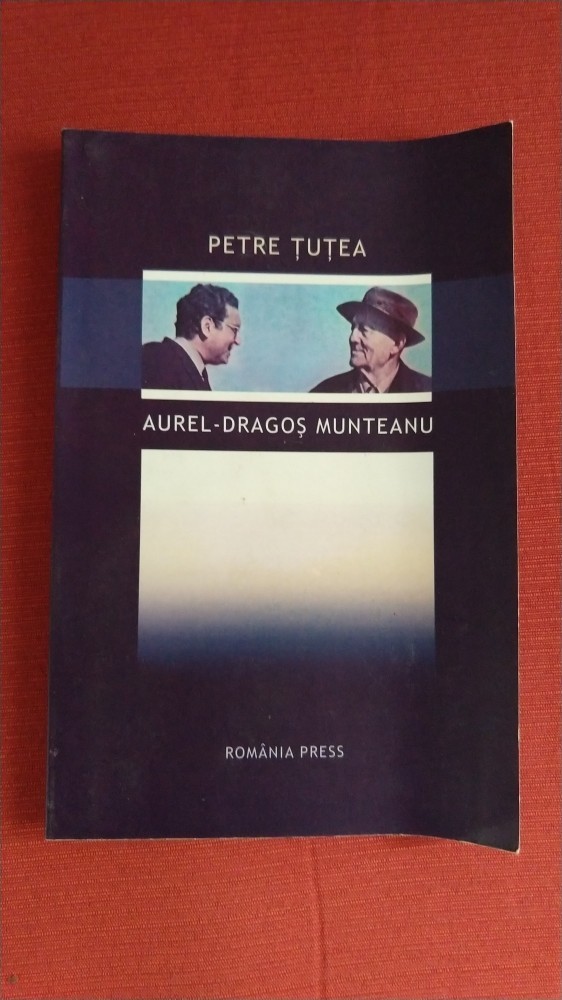 PETRE ȚUȚEA
AUREL-DRAGOȘ MUNTEANU
ROMÂNIA PRESS